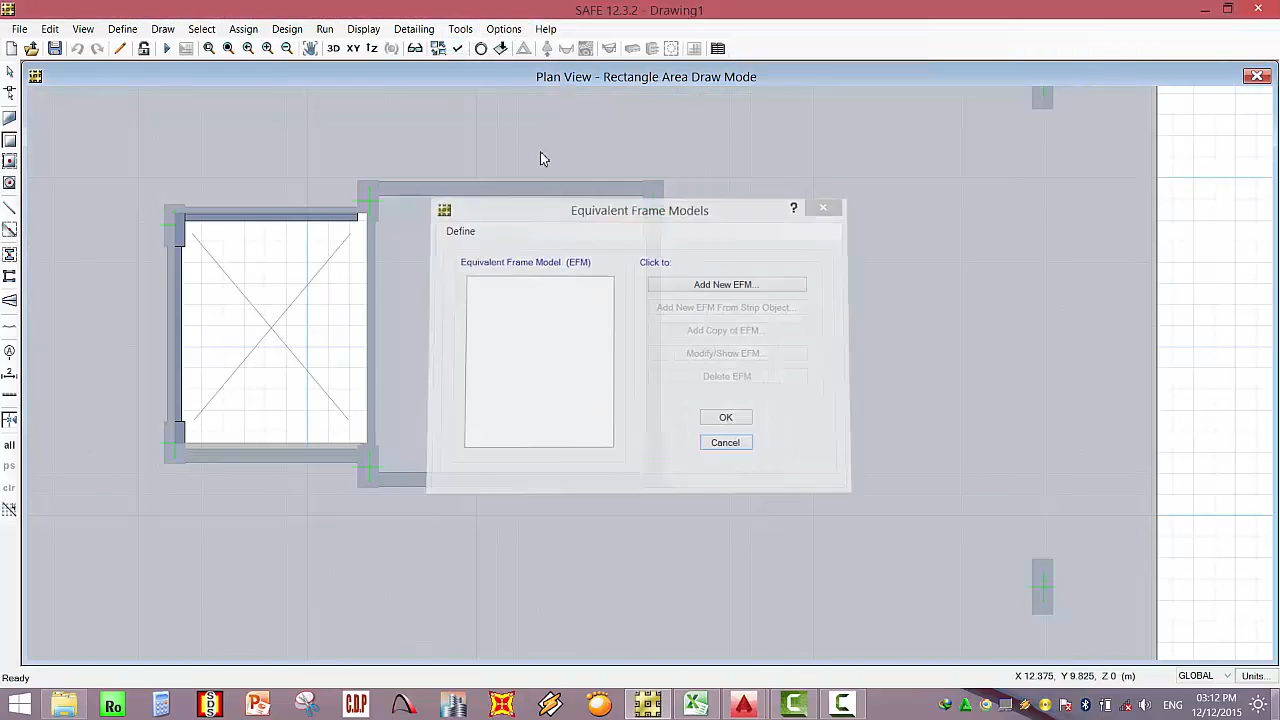 SAFE 12.3.2 - Drawing1
File Edit View Define Draw Select Assign Design Run Display Detailing Tools Options Help
3D XY
Plan View - Rectangle Area Draw Mode
Equivalent Frame Models
?
Define
Equivalent Frame Model (EFM)
Click to:
Add New EFM...
Add New EFM From Strip Object...
Add Copy of EFM...
Modify/Show EFM...
Delete EFM
OK
Cancel
all
ps
clr
Ready
X 12.375, Y 9.825, Z 0 (m)
GLOBAL
Units...
Ro
C.D.P
03:12 PM
12/12/2015